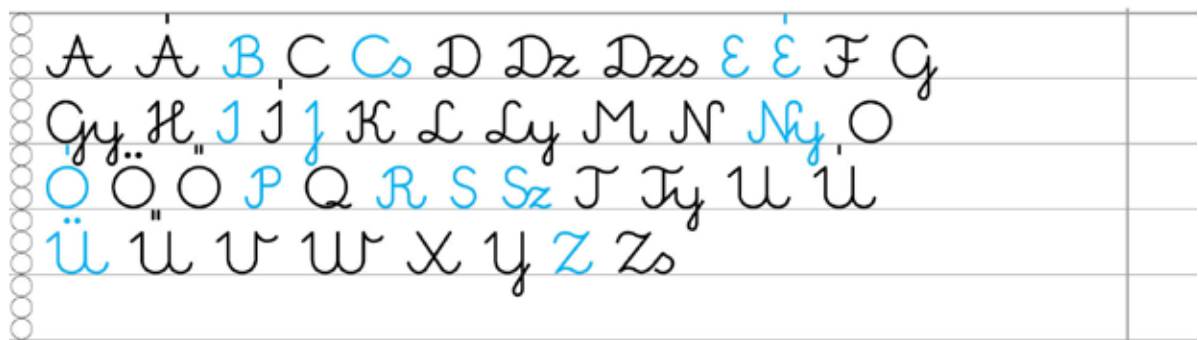 A Á B C Cs D Dz Dzs E É F G
Gy H I Í J K L Ly M N Ny O
Ó Ö Ő P Q R S Sz T Ty U Ú
Ü Ű V W X Y Z Zs